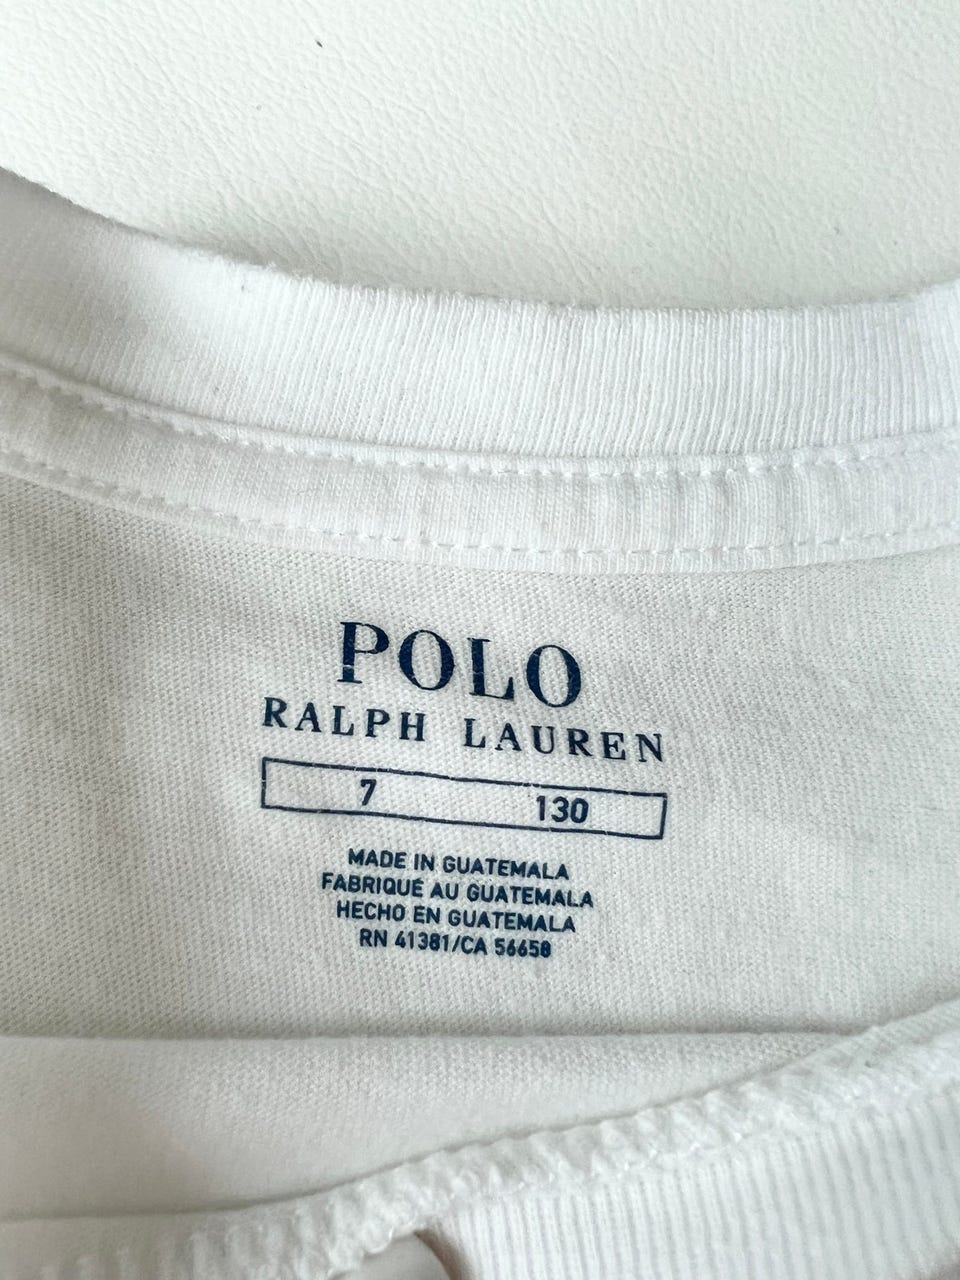 POLO
RALPH LAUREN
7 130
MADE IN GUATEMALA
FABRIQUÉ AU GUATEMALA
HECHO EN GUATEMALA
RN 41381/CA 56658